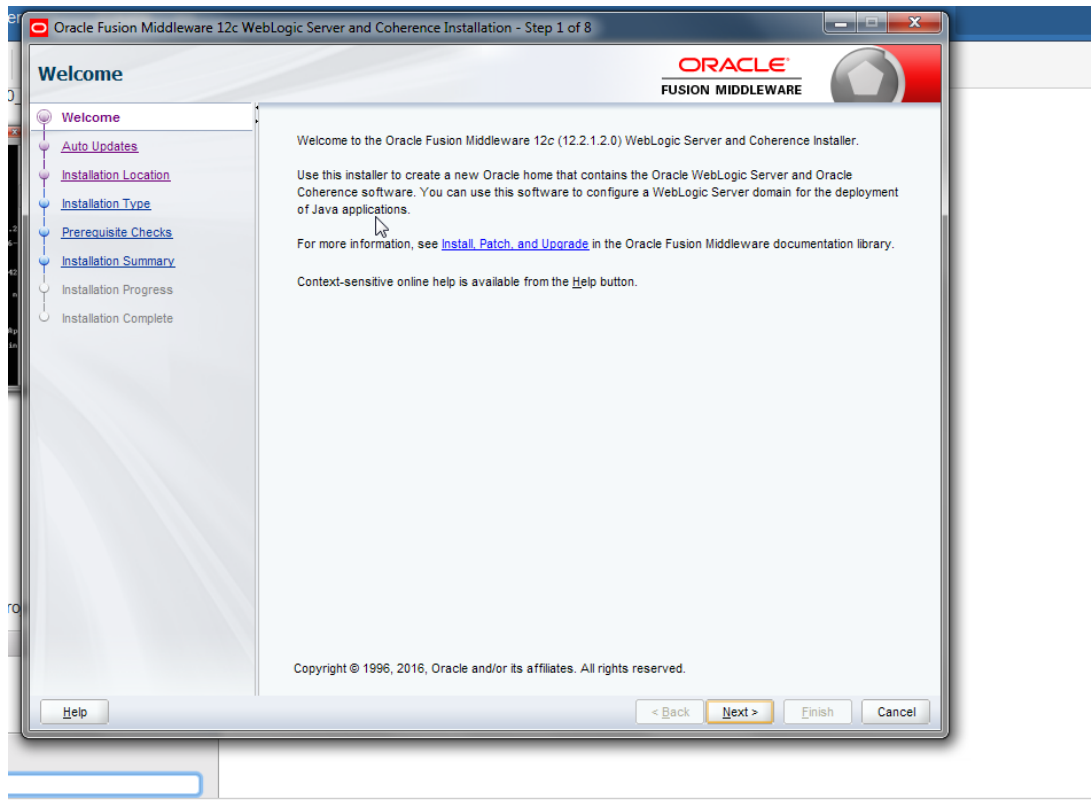 Oracle Fusion Middleware 12c WebLogic Server and Coherence Installation - Step 1 of 8
Welcome
ORACLE
FUSION MIDDLEWARE
Welcome
Auto Updates
Installation Location
Installation Type
Prerequisite Checks
Installation Summary
Installation Progress
Installation Complete
Welcome to the Oracle Fusion Middleware 12c (12.2.1.2.0) WebLogic Server and Coherence Installer.
Use this installer to create a new Oracle home that contains the Oracle WebLogic Server and Oracle
Coherence software. You can use this software to configure a WebLogic Server domain for the deployment
of Java applications.
For more information, see Install, Patch, and Upgrade in the Oracle Fusion Middleware documentation library.
Context-sensitive online help is available from the Help button.
Copyright © 1996, 2016, Oracle and/or its affiliates. All rights reserved.
Help
< Back
Next >
Finish
Cancel